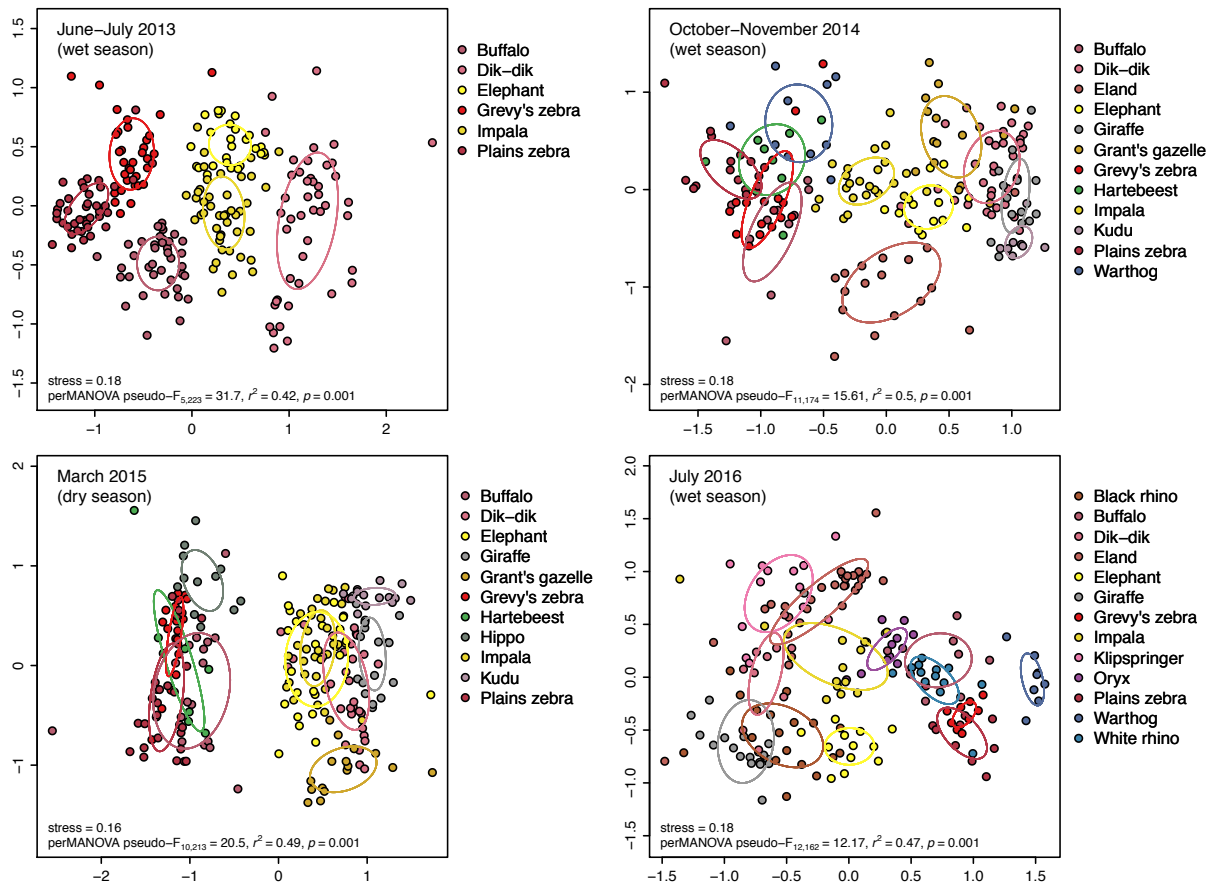 June–July 2013
(wet season)
1.5
1.0
0.5
0.0
−0.5
−1.0
−1.5
stress = 0.18
perMANOVA pseudo−F5,223 = 31.7, r2 = 0.42, p = 0.001
−1
0
1
2
Buffalo
Dik−dik
Elephant
Grevy's zebra
Impala
Plains zebra
October−November 2014
(wet season)
1
0
−1
−2
stress = 0.18
perMANOVA pseudo−F11,174 = 15.61, r2 = 0.5, p = 0.001
−1.5
−1.0
−0.5
0.0
0.5
1.0
Buffalo
Dik−dik
Eland
Elephant
Giraffe
Grant's gazelle
Grevy's zebra
Hartebeest
Impala
Kudu
Plains zebra
Warthog
March 2015
(dry season)
2
1
0
−1
stress = 0.16
perMANOVA pseudo−F10,213 = 20.5, r2 = 0.49, p = 0.001
−2
−1
0
1
Buffalo
Dik−dik
Elephant
Giraffe
Grant's gazelle
Grevy's zebra
Hartebeest
Hippo
Impala
Kudu
Plains zebra
July 2016
(wet season)
2.0
1.5
1.0
0.5
0.0
−0.5
−1.0
−1.5
stress = 0.18
perMANOVA pseudo−F12,162 = 12.17, r2 = 0.47, p = 0.001
−1.5
−1.0
−0.5
0.0
0.5
1.0
1.5
Black rhino
Buffalo
Dik−dik
Eland
Elephant
Giraffe
Grevy's zebra
Impala
Klipspringer
Oryx
Plains zebra
Warthog
White rhino